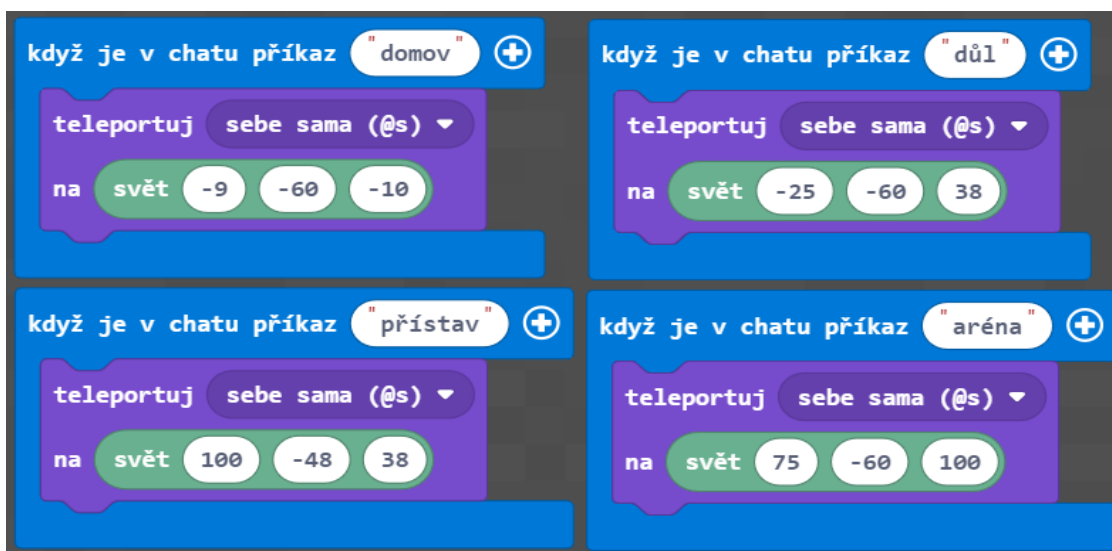 když je v chatu příkaz "domov"
teleportuj sebe sama (@s)
na svět -9 -60 -10
když je v chatu příkaz "důl"
teleportuj sebe sama (@s)
na svět -25 -60 38
když je v chatu příkaz "přístav"
teleportuj sebe sama (@s)
na svět 100 -48 38
když je v chatu příkaz "aréna"
teleportuj sebe sama (@s)
na svět 75 -60 100